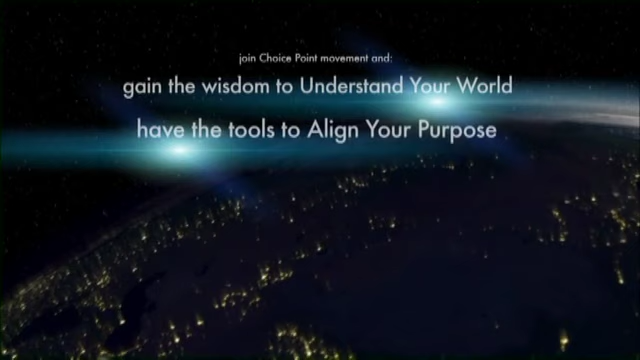 join Choice Point movement and:
gain the wisdom to Understand Your World
have the tools to Align Your Purpose